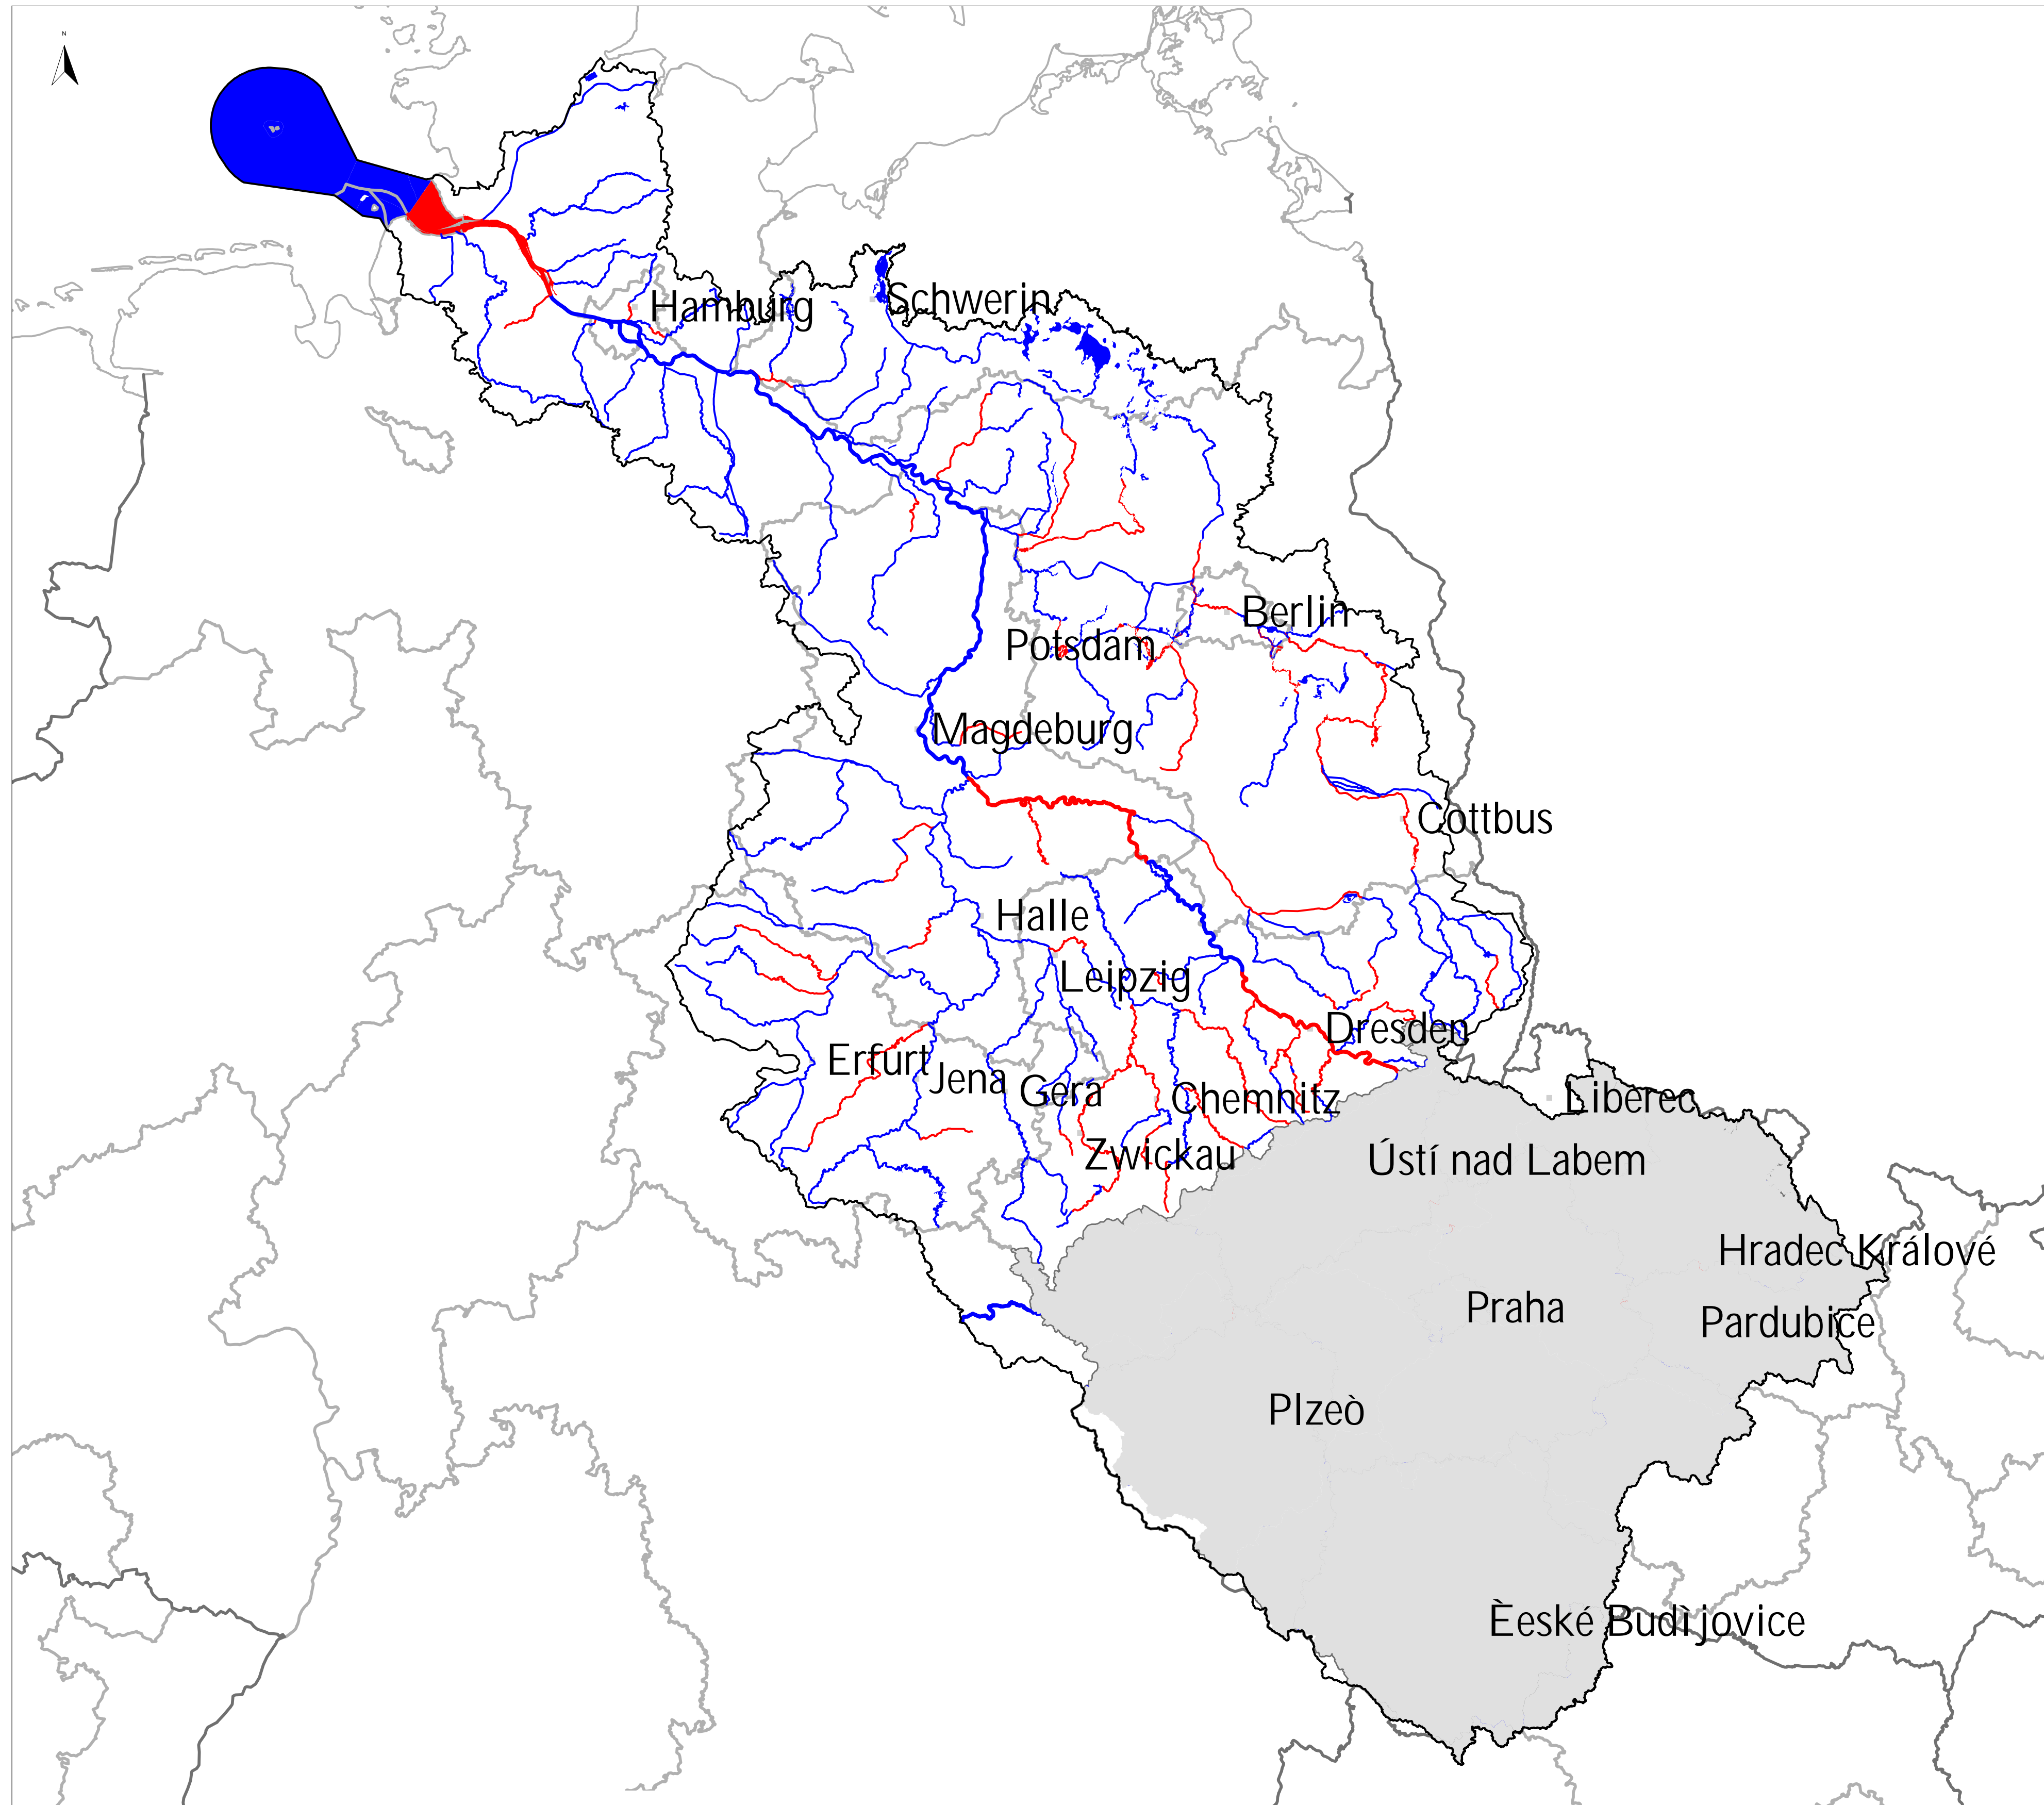 N
Schwerin
Hamburg
Berlin
Potsdam
Magdeburg
Cottbus
Halle
Leipzig
Dresden
Erfurt
Jena
Gera
Chemnitz
Liberec
Zwickau
Ústí nad Labem
Hradec Králové
Praha
Pardubice
Plzeò
Èeské Budìjovice